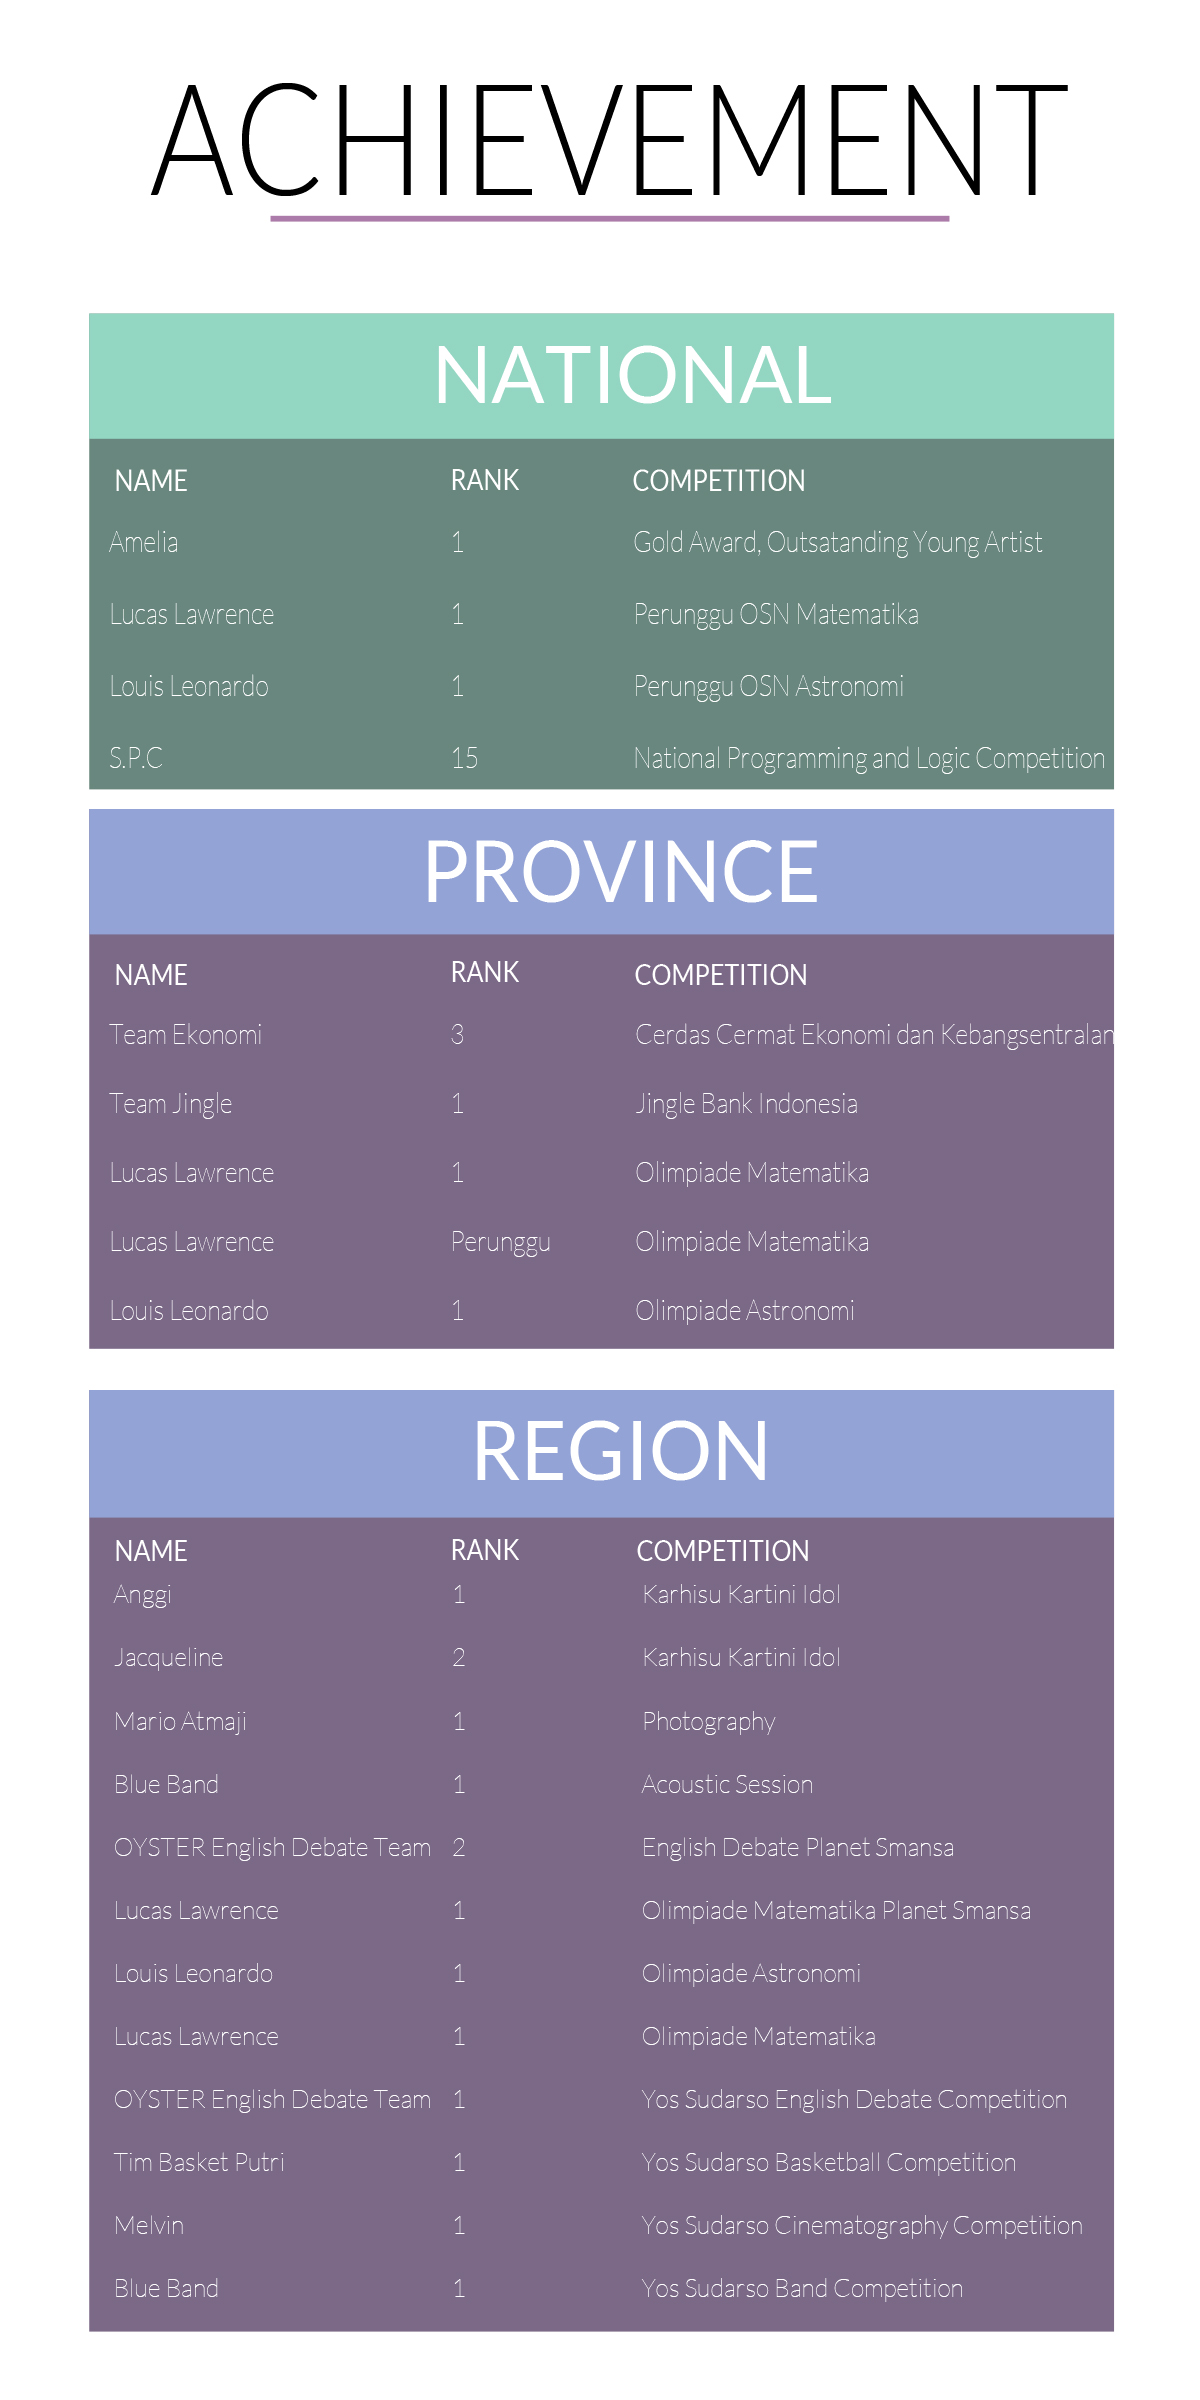 ACHIEVEMENT
NATIONAL
NAME RANK COMPETITION
Amelia 1 Gold Award, Outsatanding Young Artist
Lucas Lawrence 1 Perunggu OSN Matematika
Louis Leonardo 1 Perunggu OSN Astronomi
S.P.C 15 National Programming and Logic Competition
PROVINCE
NAME RANK COMPETITION
Team Ekonomi 3 Cerdas Cermat Ekonomi dan Kebangsentralan
Team Jingle 1 Jingle Bank Indonesia
Lucas Lawrence 1 Olimpiade Matematika
Lucas Lawrence Perunggu Olimpiade Matematika
Louis Leonardo 1 Olimpiade Astronomi
REGION
NAME RANK COMPETITION
Anggi 1 Karhisu Kartini Idol
Jacqueline 2 Karhisu Kartini Idol
Mario Atmaji 1 Photography
Blue Band 1 Acoustic Session
OYSTER English Debate Team 2 English Debate Planet Smansa
Lucas Lawrence 1 Olimpiade Matematika Planet Smansa
Louis Leonardo 1 Olimpiade Astronomi
Lucas Lawrence 1 Olimpiade Matematika
OYSTER English Debate Team 1 Yos Sudarso English Debate Competition
Tim Basket Putri 1 Yos Sudarso Basketball Competition
Melvin 1 Yos Sudarso Cinematography Competition
Blue Band 1 Yos Sudarso Band Competition